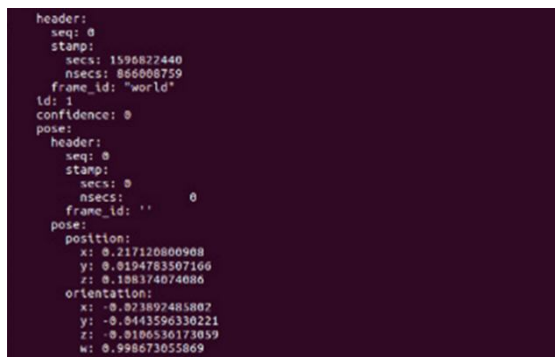 header:
seq: 0
stamp:
secs: 1596822440
nsecs: 866008759
frame_id: "world"
id: 1
confidence: 0
pose:
header:
seq: 0
stamp:
secs: 0
nsecs: 0
frame_id: ''
pose:
position:
x: 0.217120800908
y: 0.0194783507166
z: 0.108374074086
orientation:
x: -0.023892485802
y: -0.0443596330221
z: -0.0106536173059
w: 0.998673055869